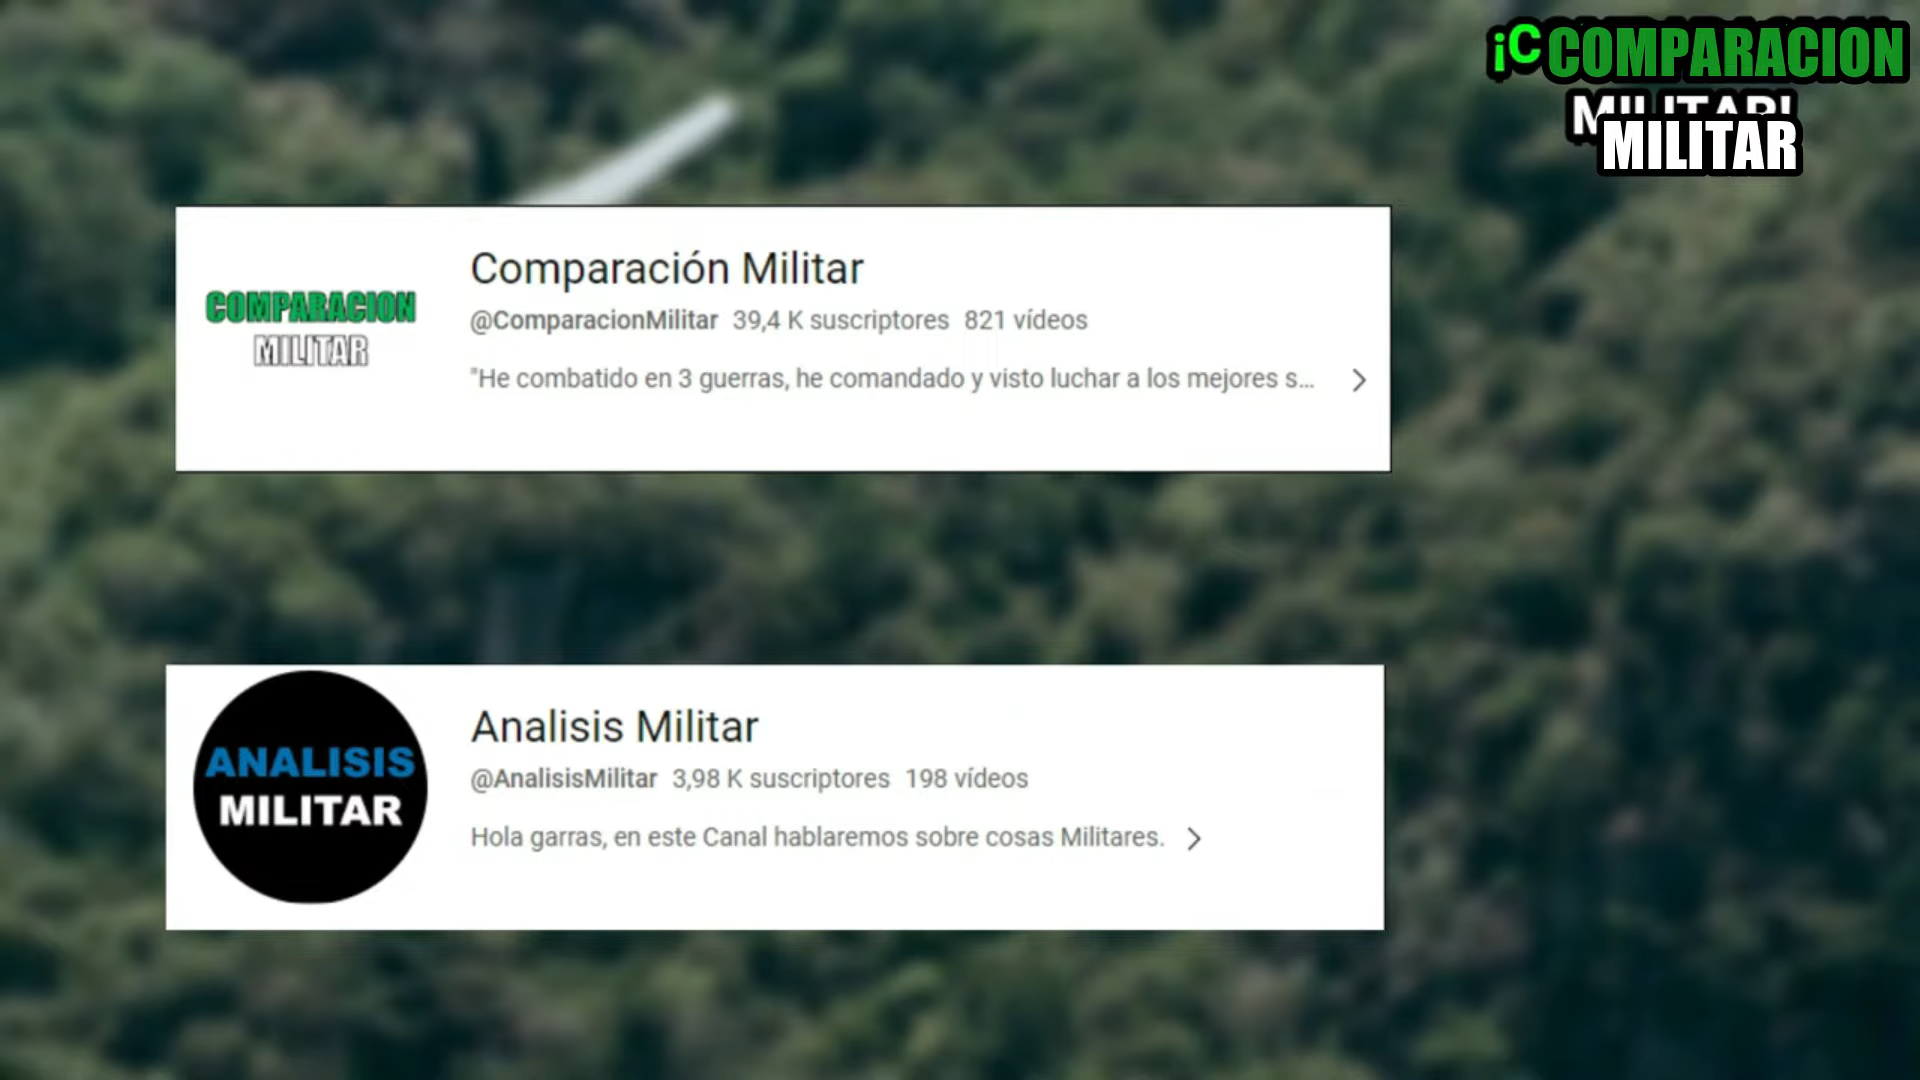 ¡C COMPARACION
MILITAR!
MILITAR
Comparación Militar
@ComparacionMilitar 39,4 K suscriptores 821 vídeos
"He combatido en 3 guerras, he comandado y visto luchar a los mejores s...
COMPARACION
MILITAR
Analisis Militar
@AnalisisMilitar 3,98 K suscriptores 198 vídeos
Hola garras, en este Canal hablaremos sobre cosas Militares.
ANALISIS
MILITAR